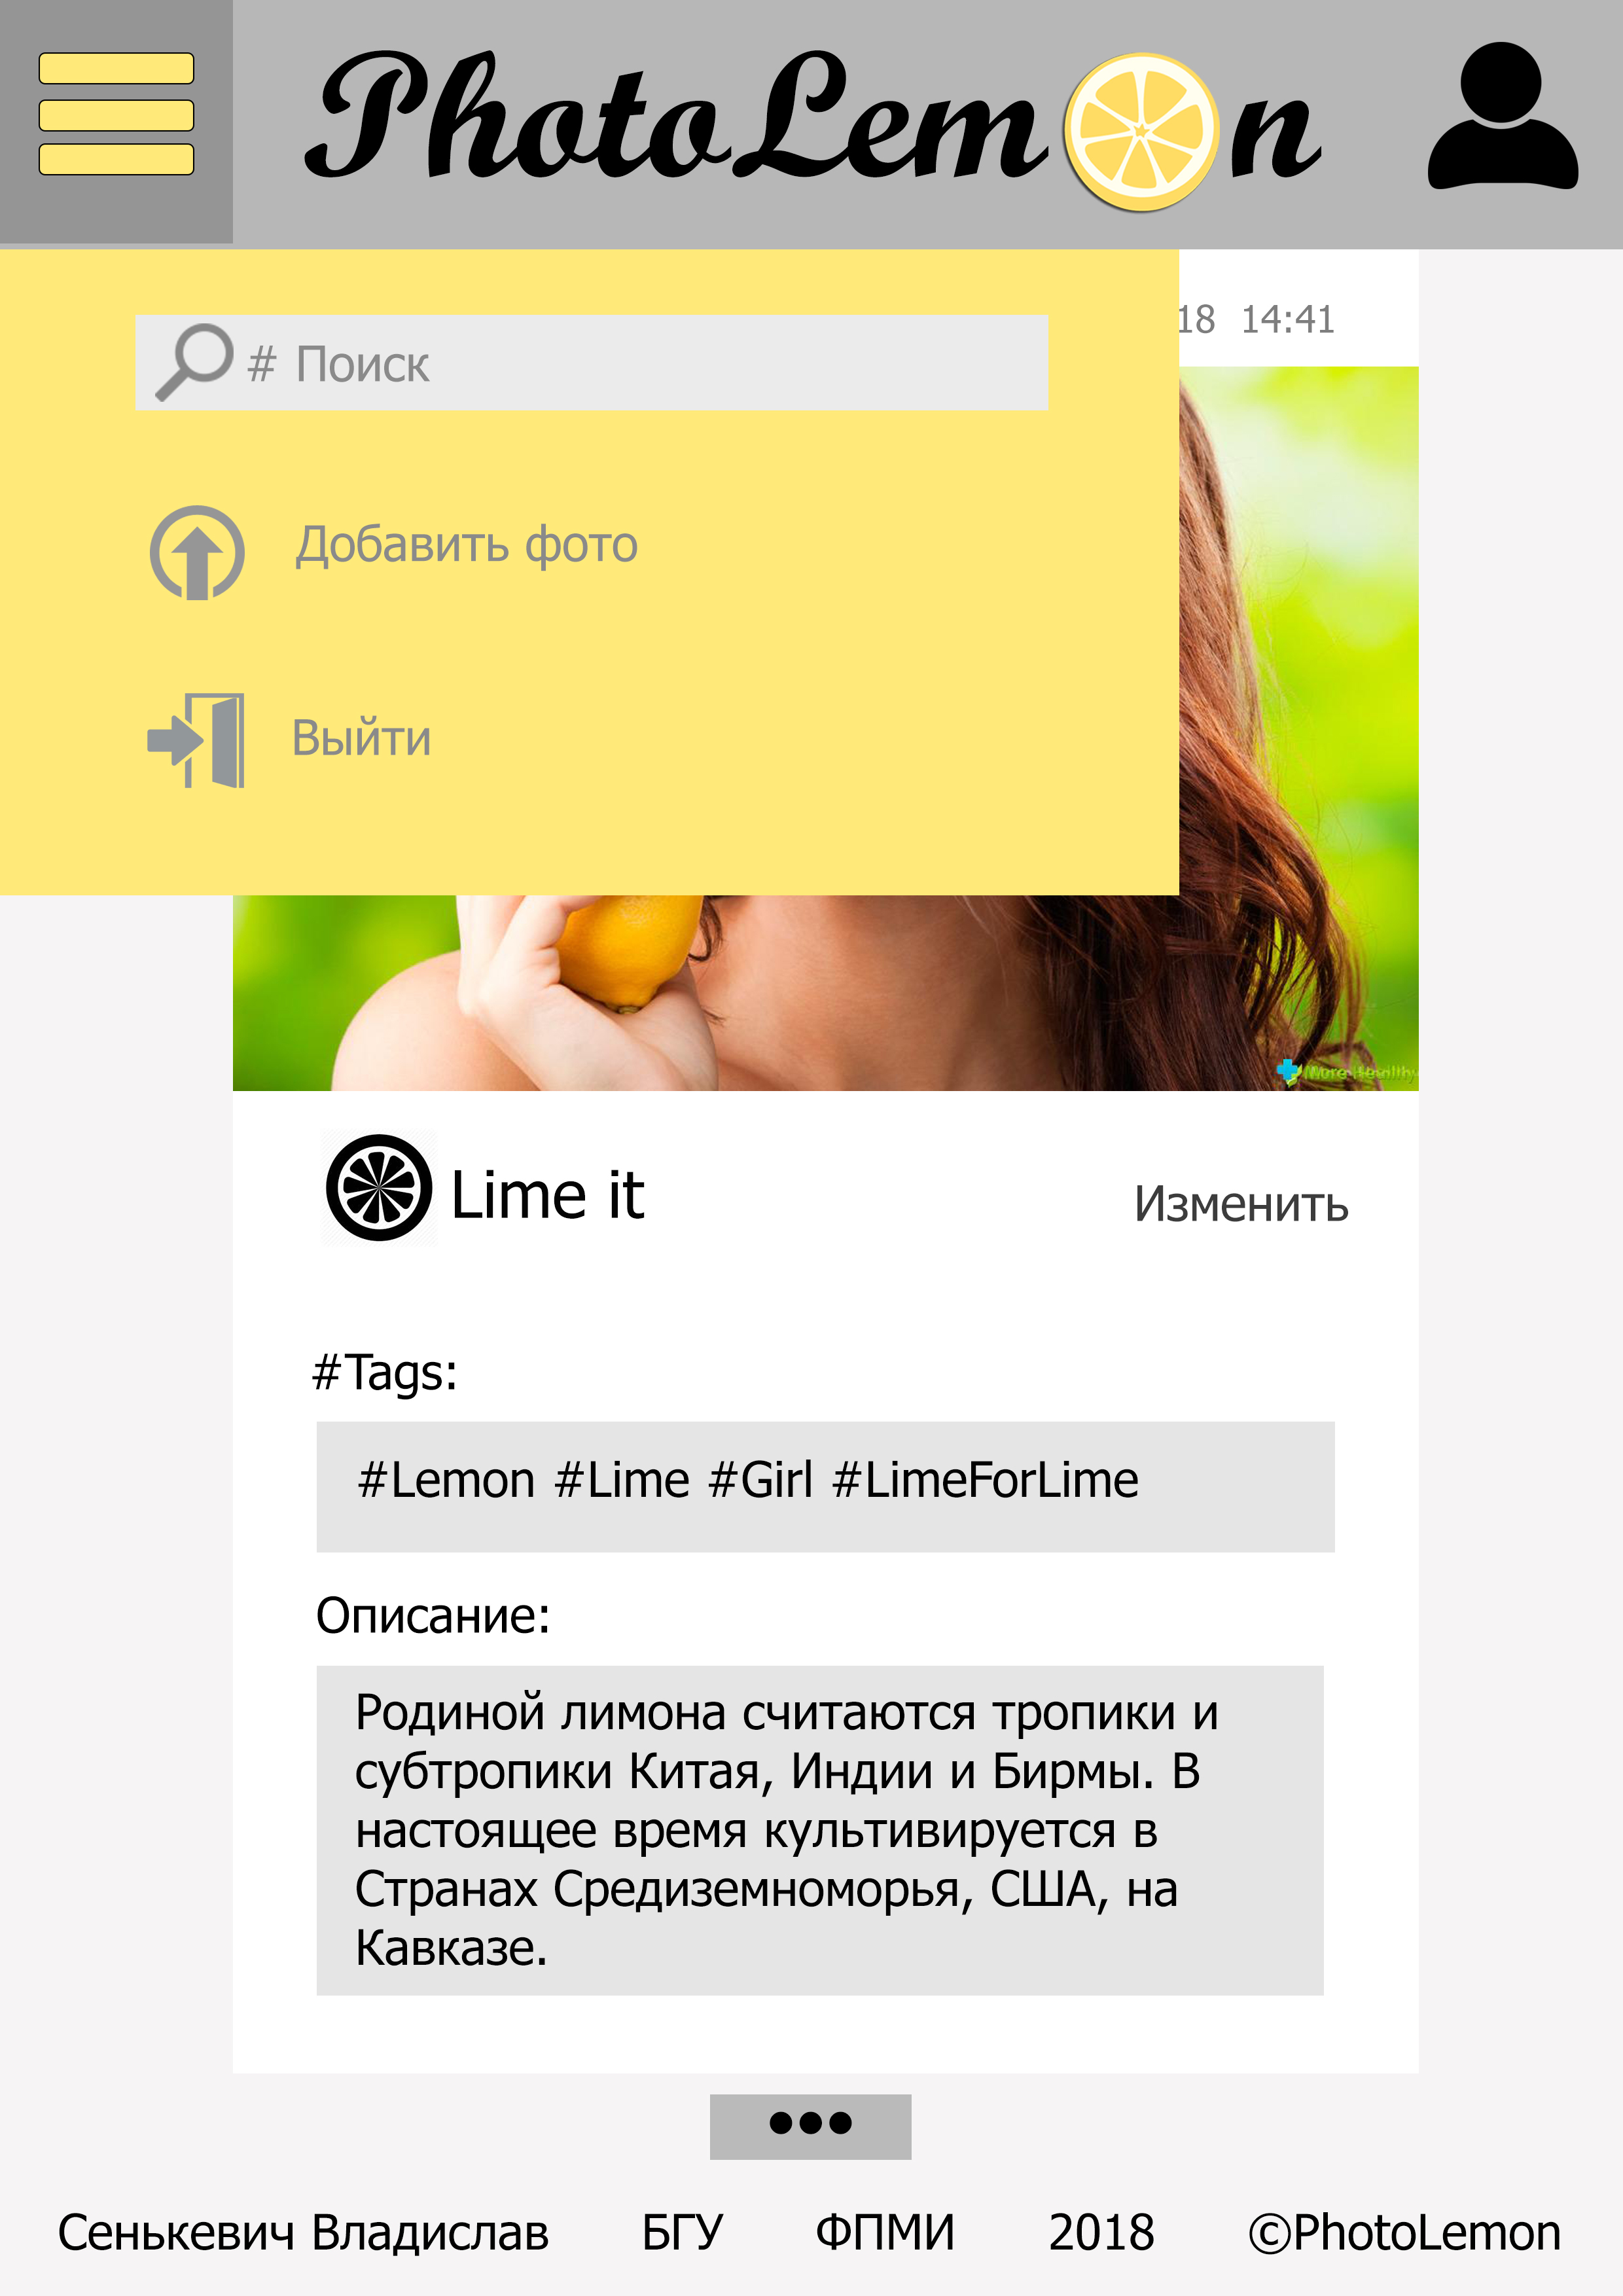 PhotoLemon
18 14:41
# Поиск
Добавить фото
Выйти
More Healthy
Lime it
Изменить
#Tags:
#Lemon #Lime #Girl #LimeForLime
Описание:
Родиной лимона считаются тропики и
субтропики Китая, Индии и Бирмы. В
настоящее время культивируется в
Странах Средиземноморья, США, на
Кавказе.
Сенькевич Владислав БГУ ФПМИ 2018 ©PhotoLemon